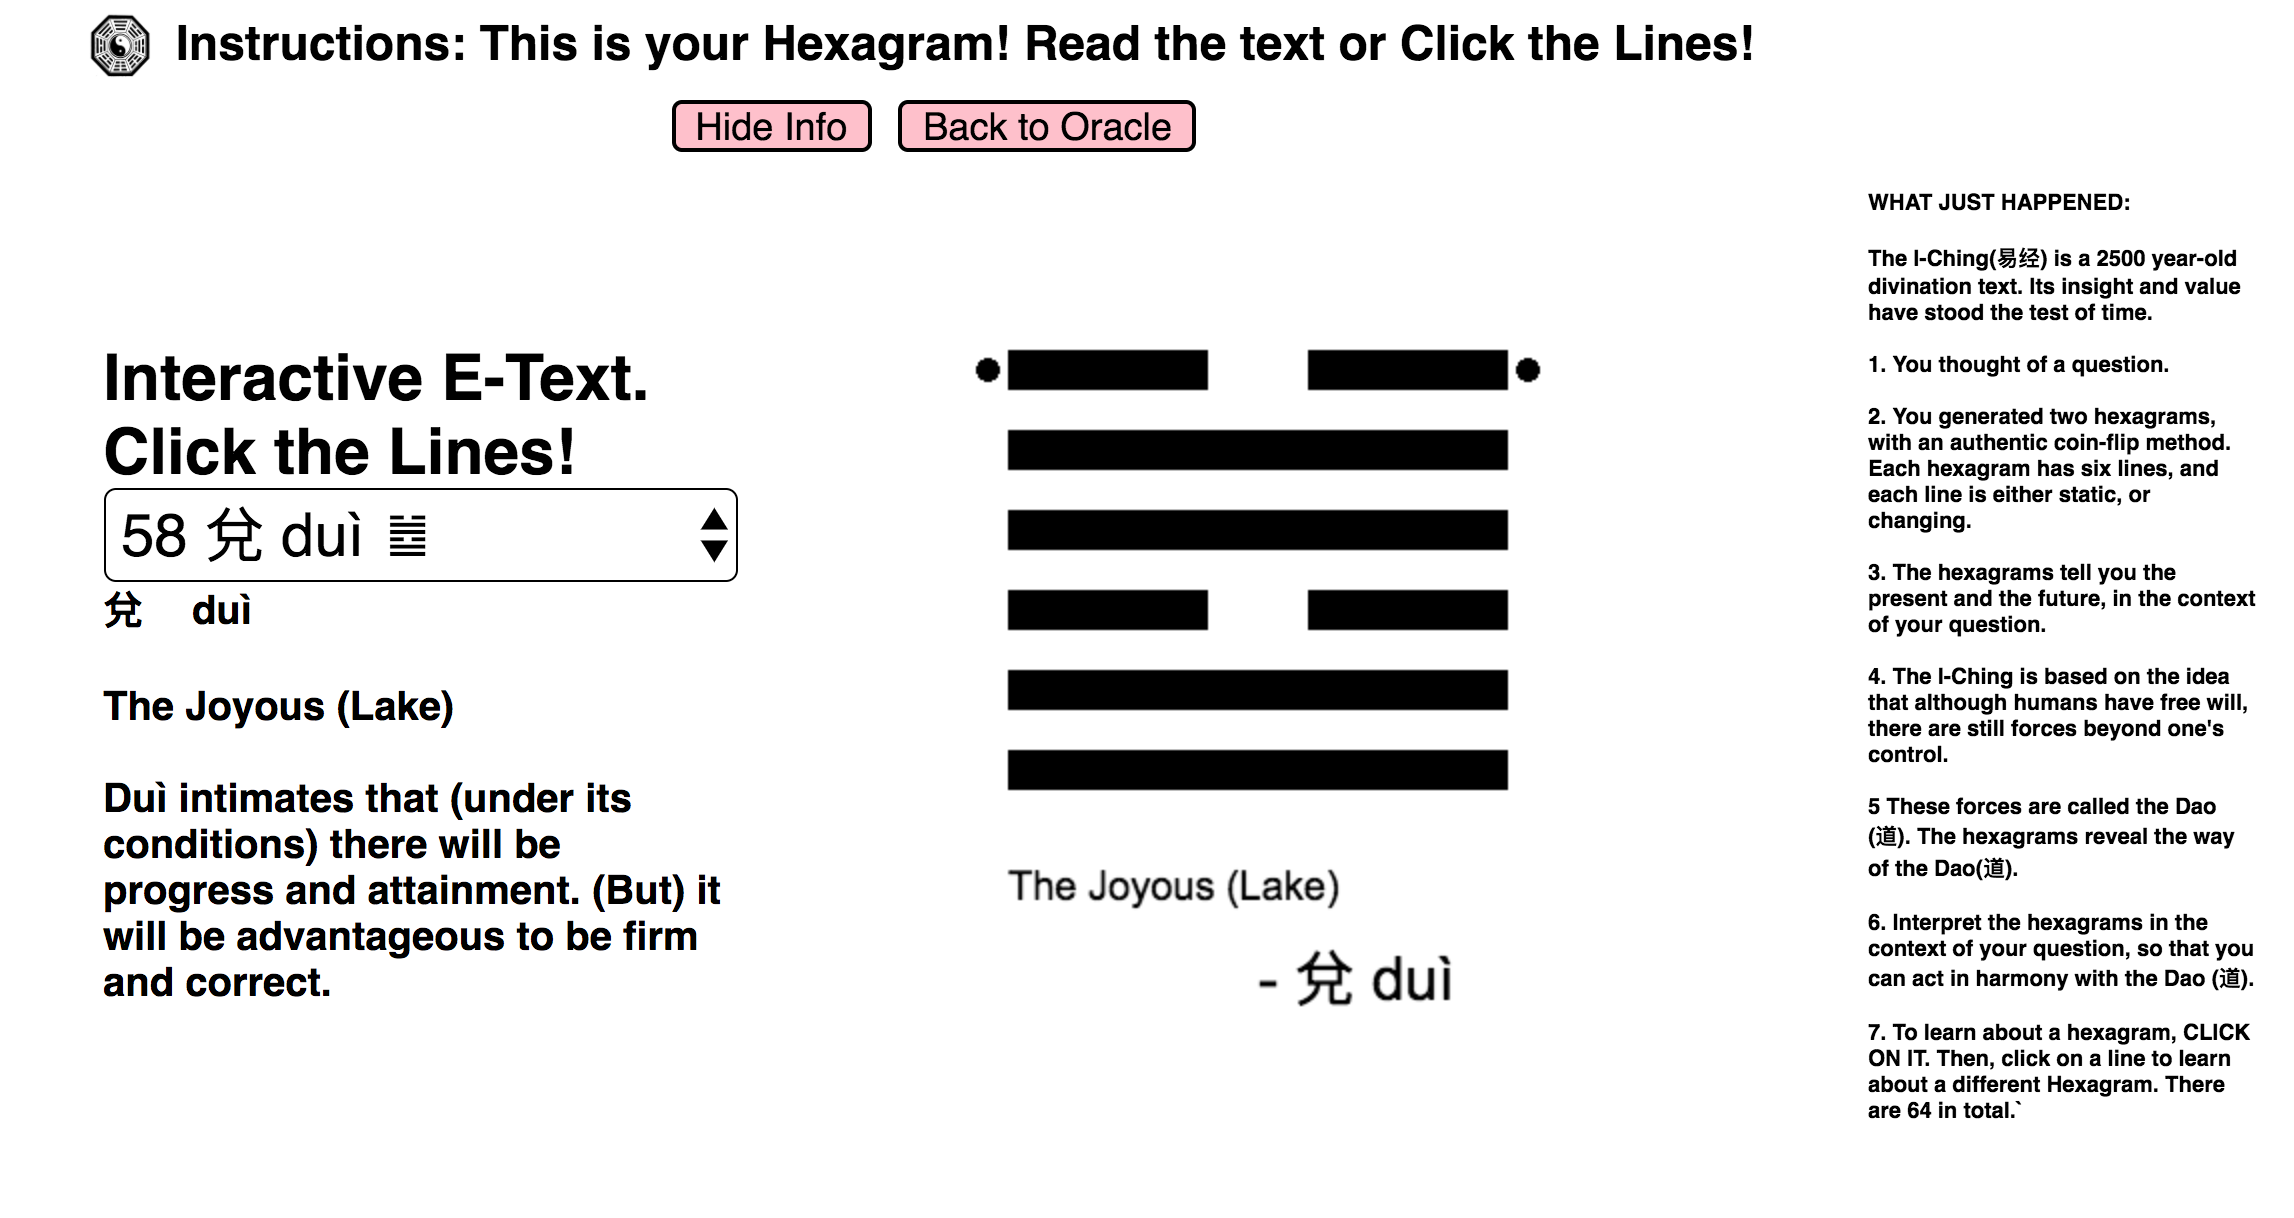 Instructions: This is your Hexagram! Read the text or Click the Lines!
Hide Info
Back to Oracle
Interactive E-Text.
Click the Lines!
58 兌 duì ䷹
兌 duì
The Joyous (Lake)
Duì intimates that (under its
conditions) there will be
progress and attainment. (But) it
will be advantageous to be firm
and correct.
The Joyous (Lake)
- 兌 duì
WHAT JUST HAPPENED:
The I-Ching(易经) is a 2500 year-old
divination text. Its insight and value
have stood the test of time.
1. You thought of a question.
2. You generated two hexagrams,
with an authentic coin-flip method.
Each hexagram has six lines, and
each line is either static, or
changing.
3. The hexagrams tell you the
present and the future, in the context
of your question.
4. The I-Ching is based on the idea
that although humans have free will,
there are still forces beyond one's
control.
5 These forces are called the Dao
(道). The hexagrams reveal the way
of the Dao(道).
6. Interpret the hexagrams in the
context of your question, so that you
can act in harmony with the Dao (道).
7. To learn about a hexagram, CLICK
ON IT. Then, click on a line to learn
about a different Hexagram. There
are 64 in total.`